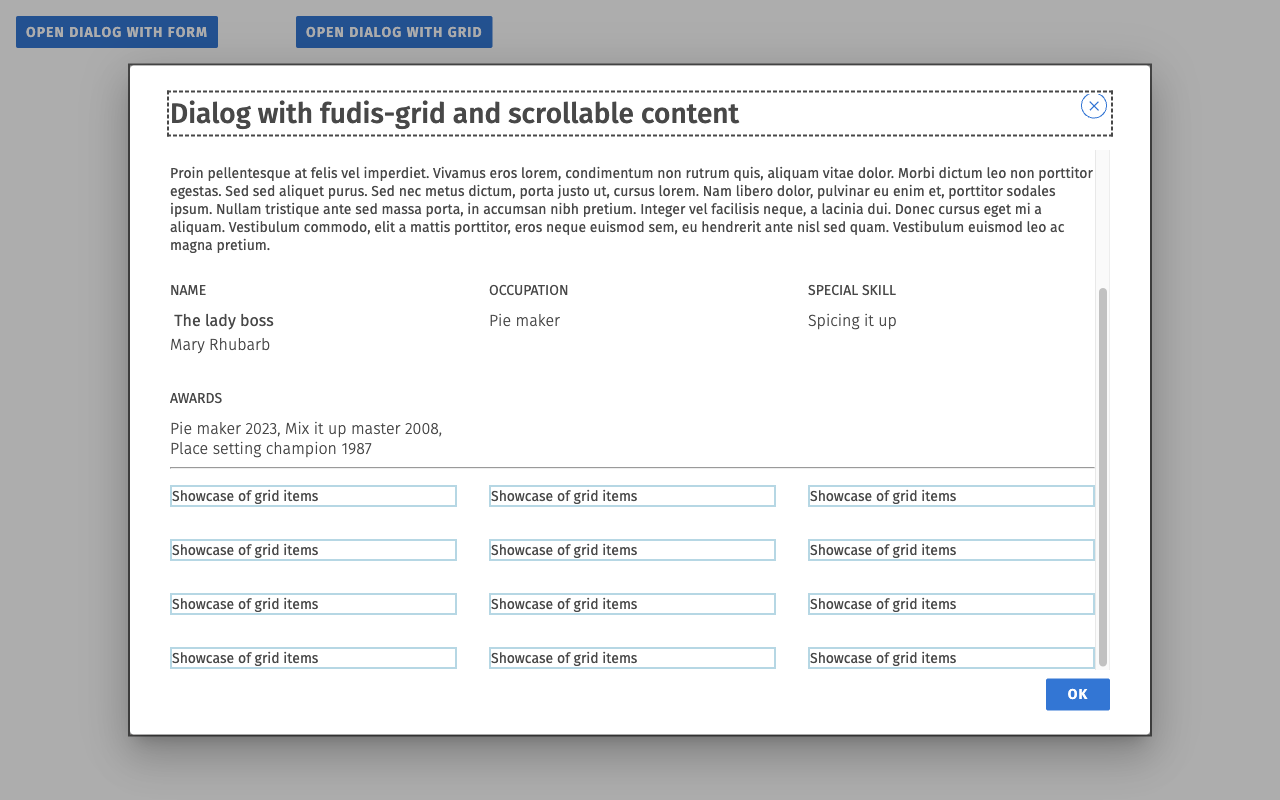 OPEN DIALOG WITH FORM OPEN DIALOG WITH GRID
Dialog with fudis-grid and scrollable content
Proin pellentesque at felis vel imperdiet. Vivamus eros lorem, condimentum non rutrum quis, aliquam vitae dolor. Morbi dictum leo non porttitor
egestas. Sed sed aliquet purus. Sed nec metus dictum, porta justo ut, cursus lorem. Nam libero dolor, pulvinar eu enim et, porttitor sodales
ipsum. Nullam tristique ante sed massa porta, in accumsan nibh pretium. Integer vel facilisis neque, a lacinia dui. Donec cursus eget mi a
aliquam. Vestibulum commodo, elit a mattis porttitor, eros neque euismod sem, eu hendrerit ante nisl sed quam. Vestibulum euismod leo ac
magna pretium.
NAME OCCUPATION SPECIAL SKILL
The lady boss Pie maker Spicing it up
Mary Rhubarb
AWARDS
Pie maker 2023, Mix it up master 2008,
Place setting champion 1987
Showcase of grid items Showcase of grid items Showcase of grid items
Showcase of grid items Showcase of grid items Showcase of grid items
Showcase of grid items Showcase of grid items Showcase of grid items
Showcase of grid items Showcase of grid items Showcase of grid items
OK